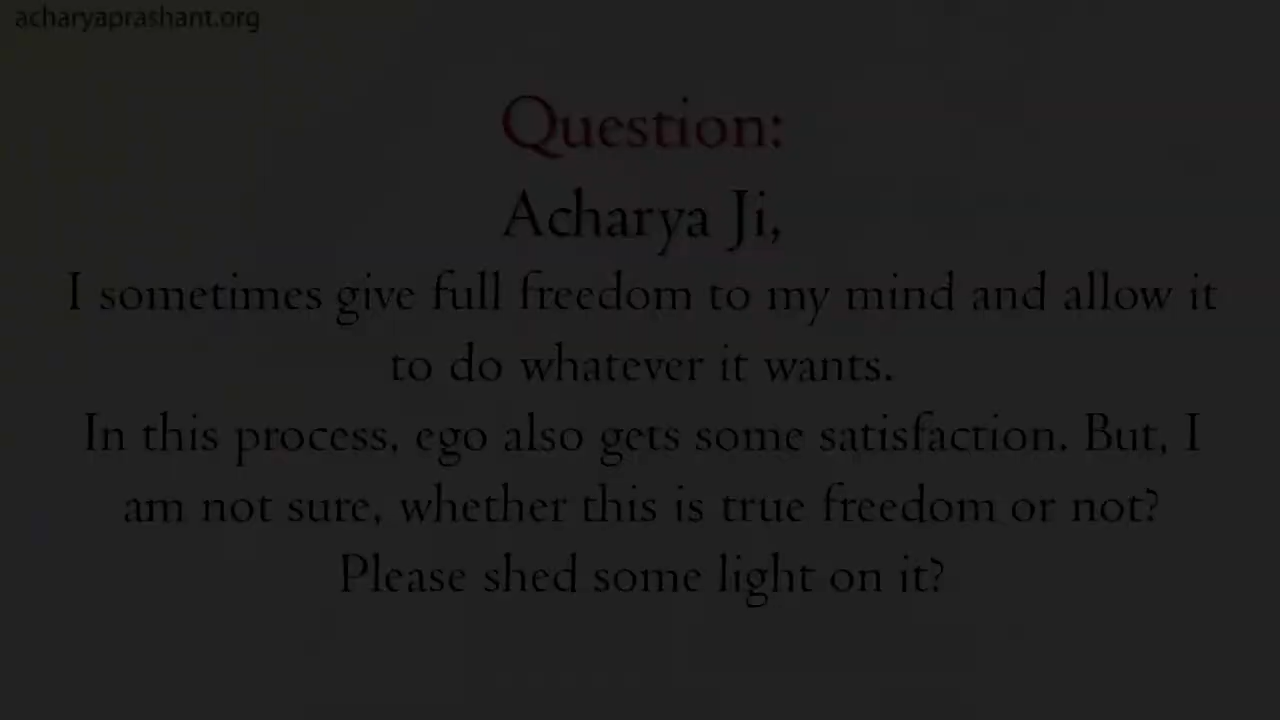 acharyaprashant.org
Question:
Acharya Ji,
I sometimes give full freedom to my mind and allow it
to do whatever it wants.
In this process, ego also gets some satisfaction. But, I
am not sure, whether this is true freedom or not?
Please shed some light on it?